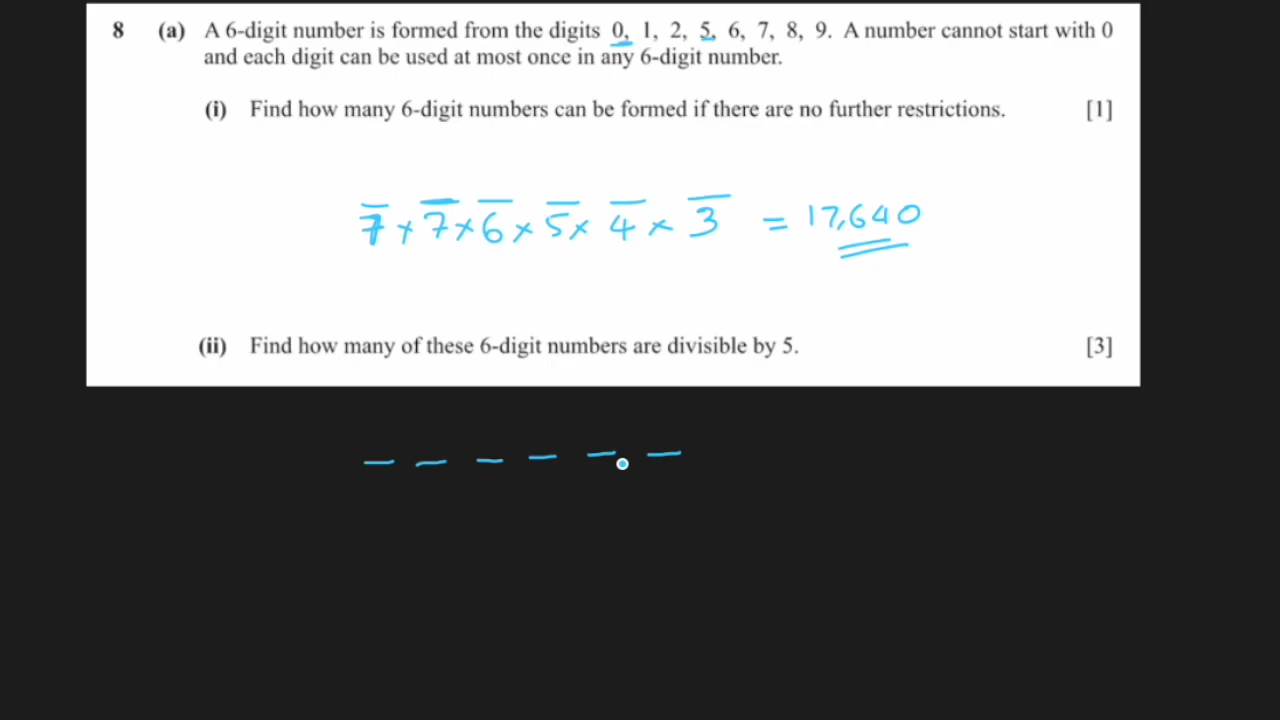 8 (a) A 6-digit number is formed from the digits 0, 1, 2, 5, 6, 7, 8, 9. A number cannot start with 0
and each digit can be used at most once in any 6-digit number.
(i) Find how many 6-digit numbers can be formed if there are no further restrictions. [1]
7 × 7 × 6 × 5 × 4 × 3 = 17,640
(ii) Find how many of these 6-digit numbers are divisible by 5. [3]